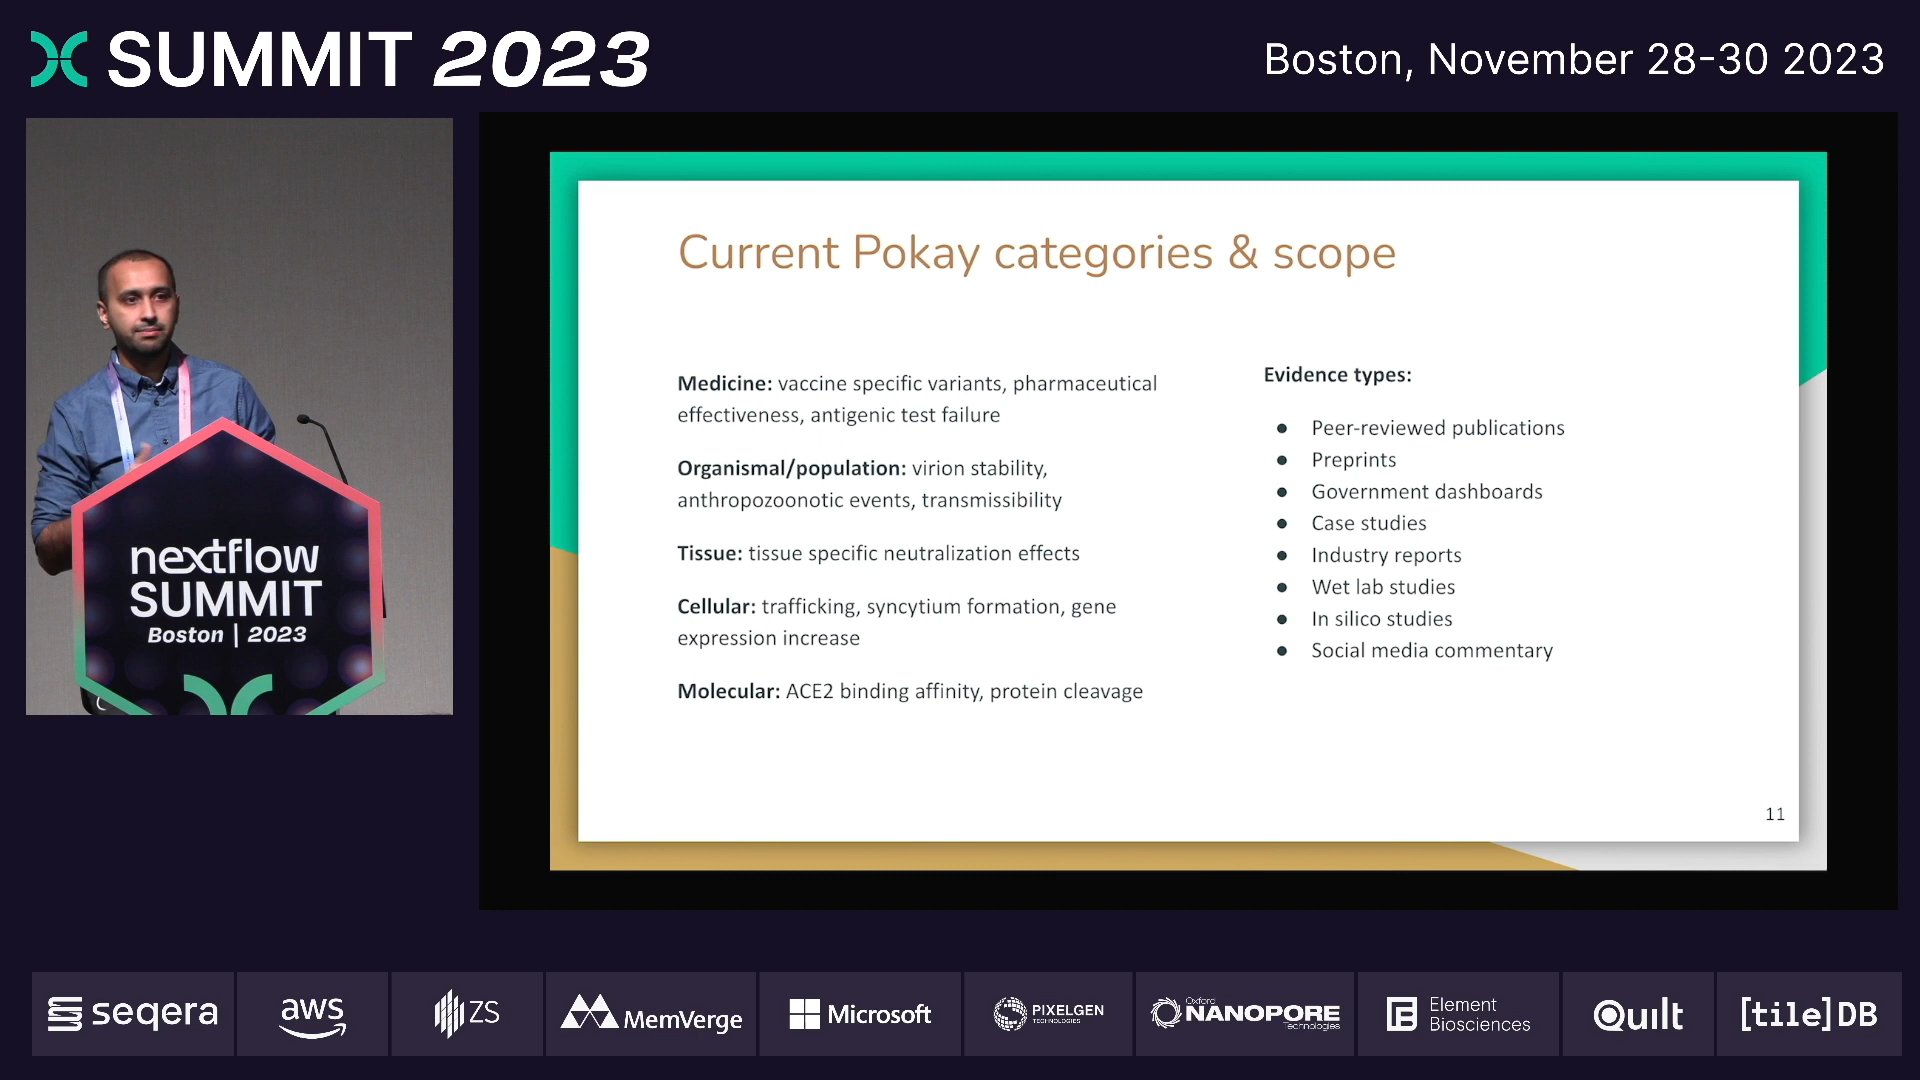 SUMMIT 2023
Boston, November 28-30 2023
nextflow
SUMMIT
Boston | 2023
Current Pokay categories & scope
Medicine: vaccine specific variants, pharmaceutical
effectiveness, antigenic test failure
Organismal/population: virion stability,
anthropozoonotic events, transmissibility
Tissue: tissue specific neutralization effects
Cellular: trafficking, syncytium formation, gene
expression increase
Molecular: ACE2 binding affinity, protein cleavage
Evidence types:
● Peer-reviewed publications
● Preprints
● Government dashboards
● Case studies
● Industry reports
● Wet lab studies
● In silico studies
● Social media commentary
11
seqera
aws
ZS
MemVerge
Microsoft
PIXELGEN
TECHNOLOGIES
Oxford
NANOPORE
Technologies
Element
Biosciences
Quilt
[tile]DB